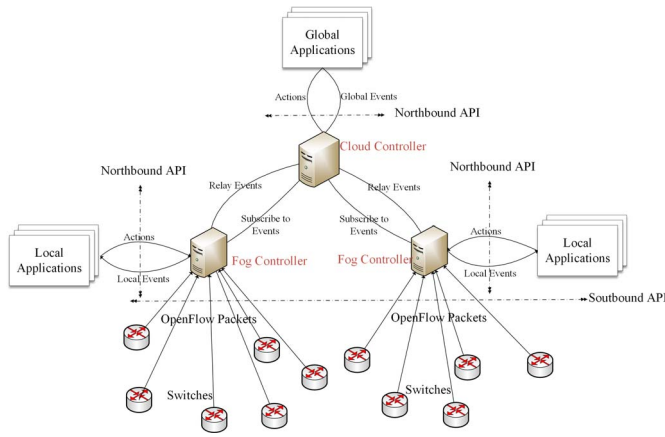 Global
Applications
Actions
Global Events
Northbound API
Cloud Controller
Northbound API
Northbound API
Relay Events
Relay Events
Subscribe to
Events
Subscribe to
Events
Local
Applications
Actions
Local Events
Fog Controller
Fog Controller
Actions
Local Events
Local
Applications
Soutbound API
OpenFlow Packets
OpenFlow Packets
Switches
Switches